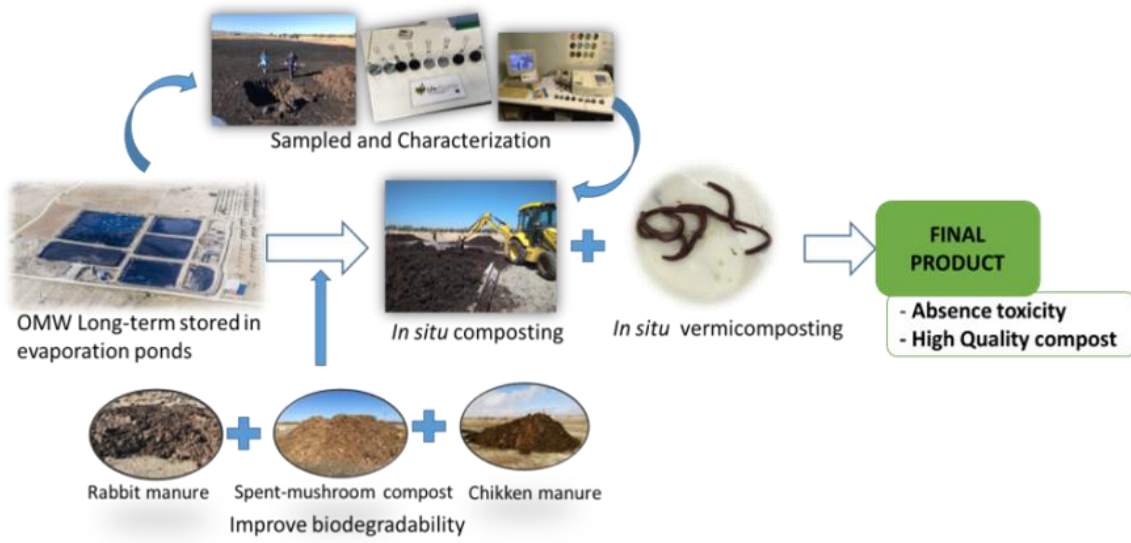 Sampled and Characterization
OMW Long-term stored in
evaporation ponds
In situ composting
In situ vermicomposting
FINAL
PRODUCT
- Absence toxicity
- High Quality compost
Rabbit manure
Spent-mushroom compost
Chikken manure
Improve biodegradability